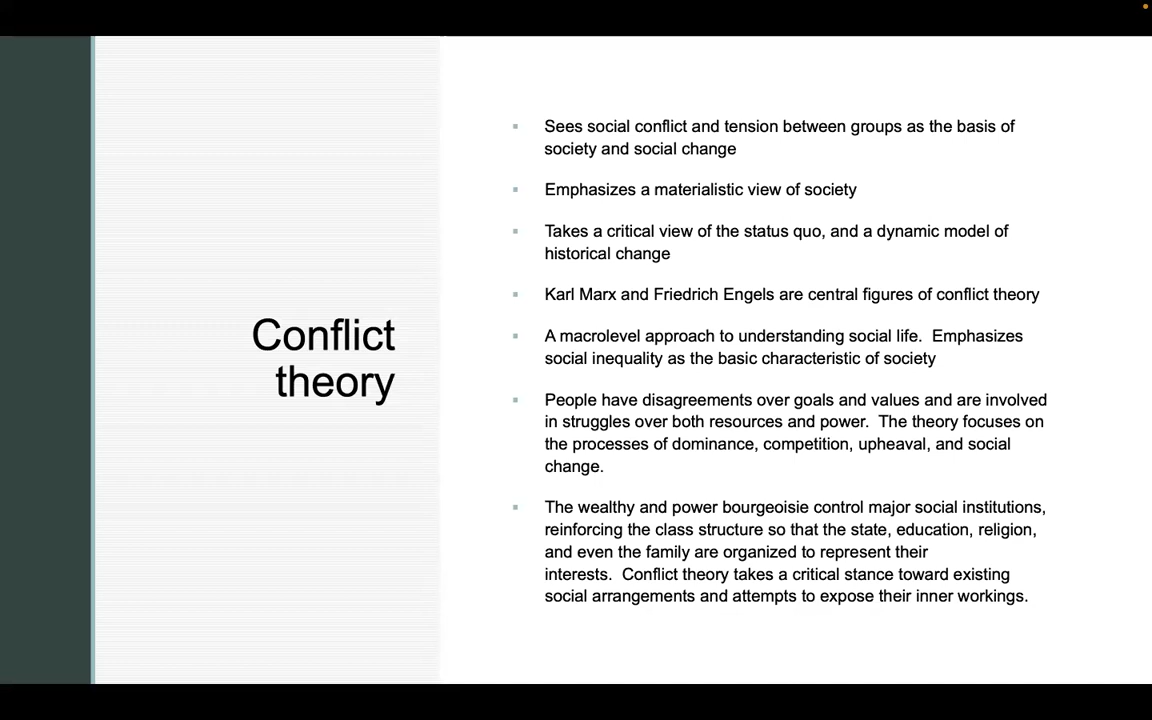 Conflict
theory
Sees social conflict and tension between groups as the basis of
society and social change
Emphasizes a materialistic view of society
Takes a critical view of the status quo, and a dynamic model of
historical change
Karl Marx and Friedrich Engels are central figures of conflict theory
A macrolevel approach to understanding social life.  Emphasizes
social inequality as the basic characteristic of society
People have disagreements over goals and values and are involved
in struggles over both resources and power.  The theory focuses on
the processes of dominance, competition, upheaval, and social
change.
The wealthy and power bourgeoisie control major social institutions,
reinforcing the class structure so that the state, education, religion,
and even the family are organized to represent their
interests.  Conflict theory takes a critical stance toward existing
social arrangements and attempts to expose their inner workings.